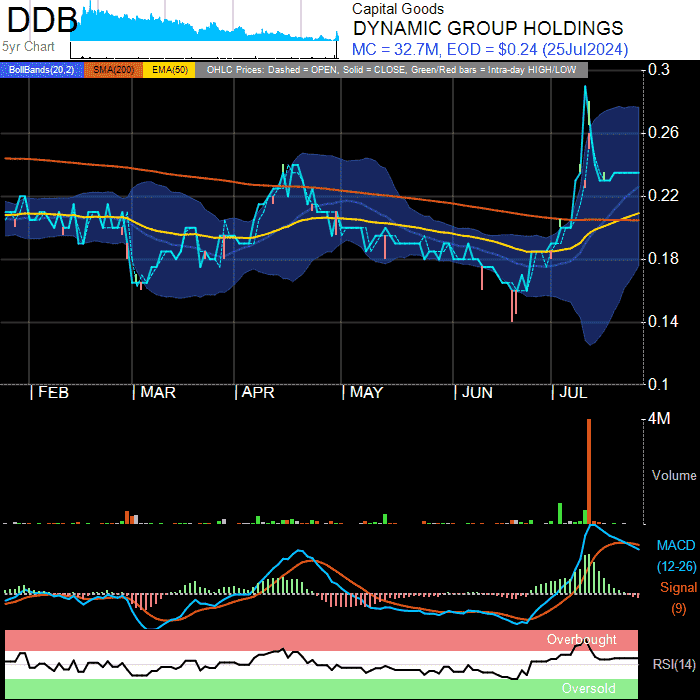 DDB
5yr Chart
Capital Goods
DYNAMIC GROUP HOLDINGS
MC = 32.7M, EOD = $0.24 (25Jul2024)
BollBands(20,2) SMA(200) EMA(50) OHLC Prices: Dashed = OPEN, Solid = CLOSE, Green/Red bars = Intra-day HIGH/LOW
0.3
0.26
0.22
0.18
0.14
0.1
FEB MAR APR MAY JUN JUL
4M
Volume
MACD
(12-26)
Signal
(9)
Overbought
RSI(14)
Oversold